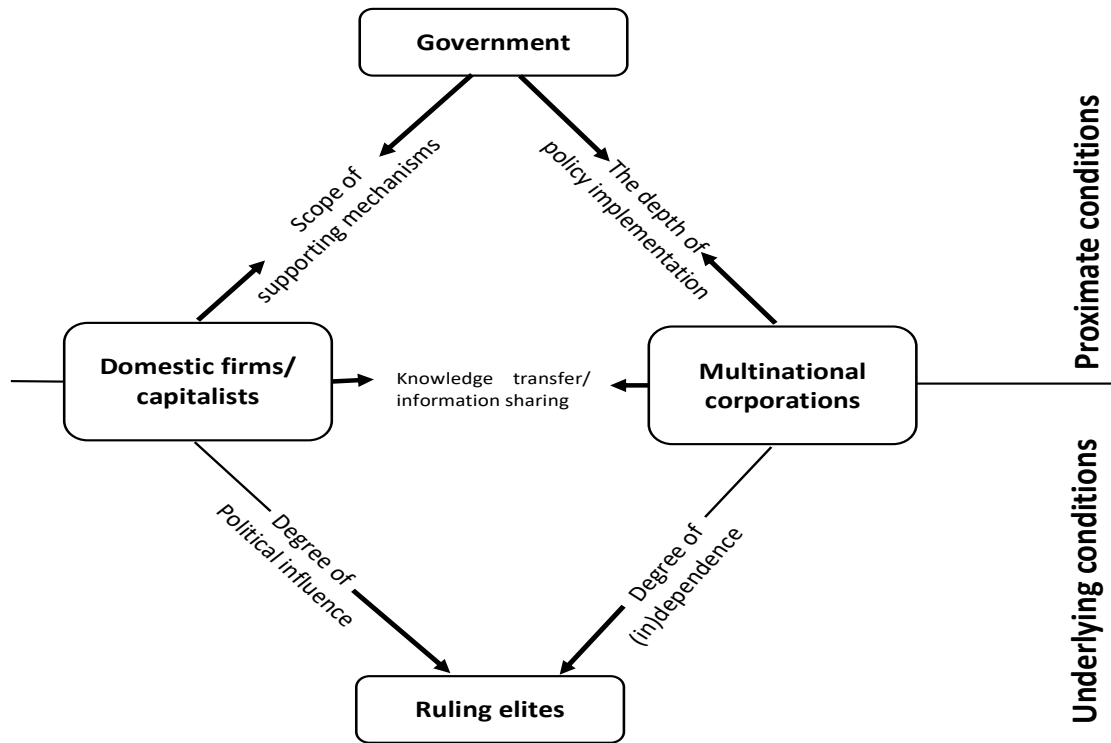 Government
Scope of
supporting mechanisms
The depth of
policy implementation
Proximate conditions
Domestic firms/
capitalists
Knowledge transfer/
information sharing
Multinational
corporations
Degree of
Political influence
Degree of
(in)dependence
Underlying conditions
Ruling elites